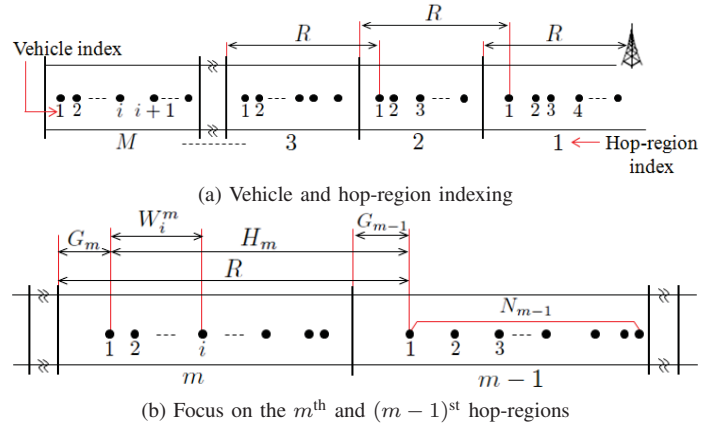 R
R R
Vehicle index
1 2 i i + 1 1 2 1 2 3 1 2 3 4
M 3 2 1 Hop-region
index
(a) Vehicle and hop-region indexing
W_i^m G_{m−1}
G_m H_m
R
N_{m−1}
1 2 i 1 2 3
m m − 1
(b) Focus on the m^th and (m − 1)^st hop-regions